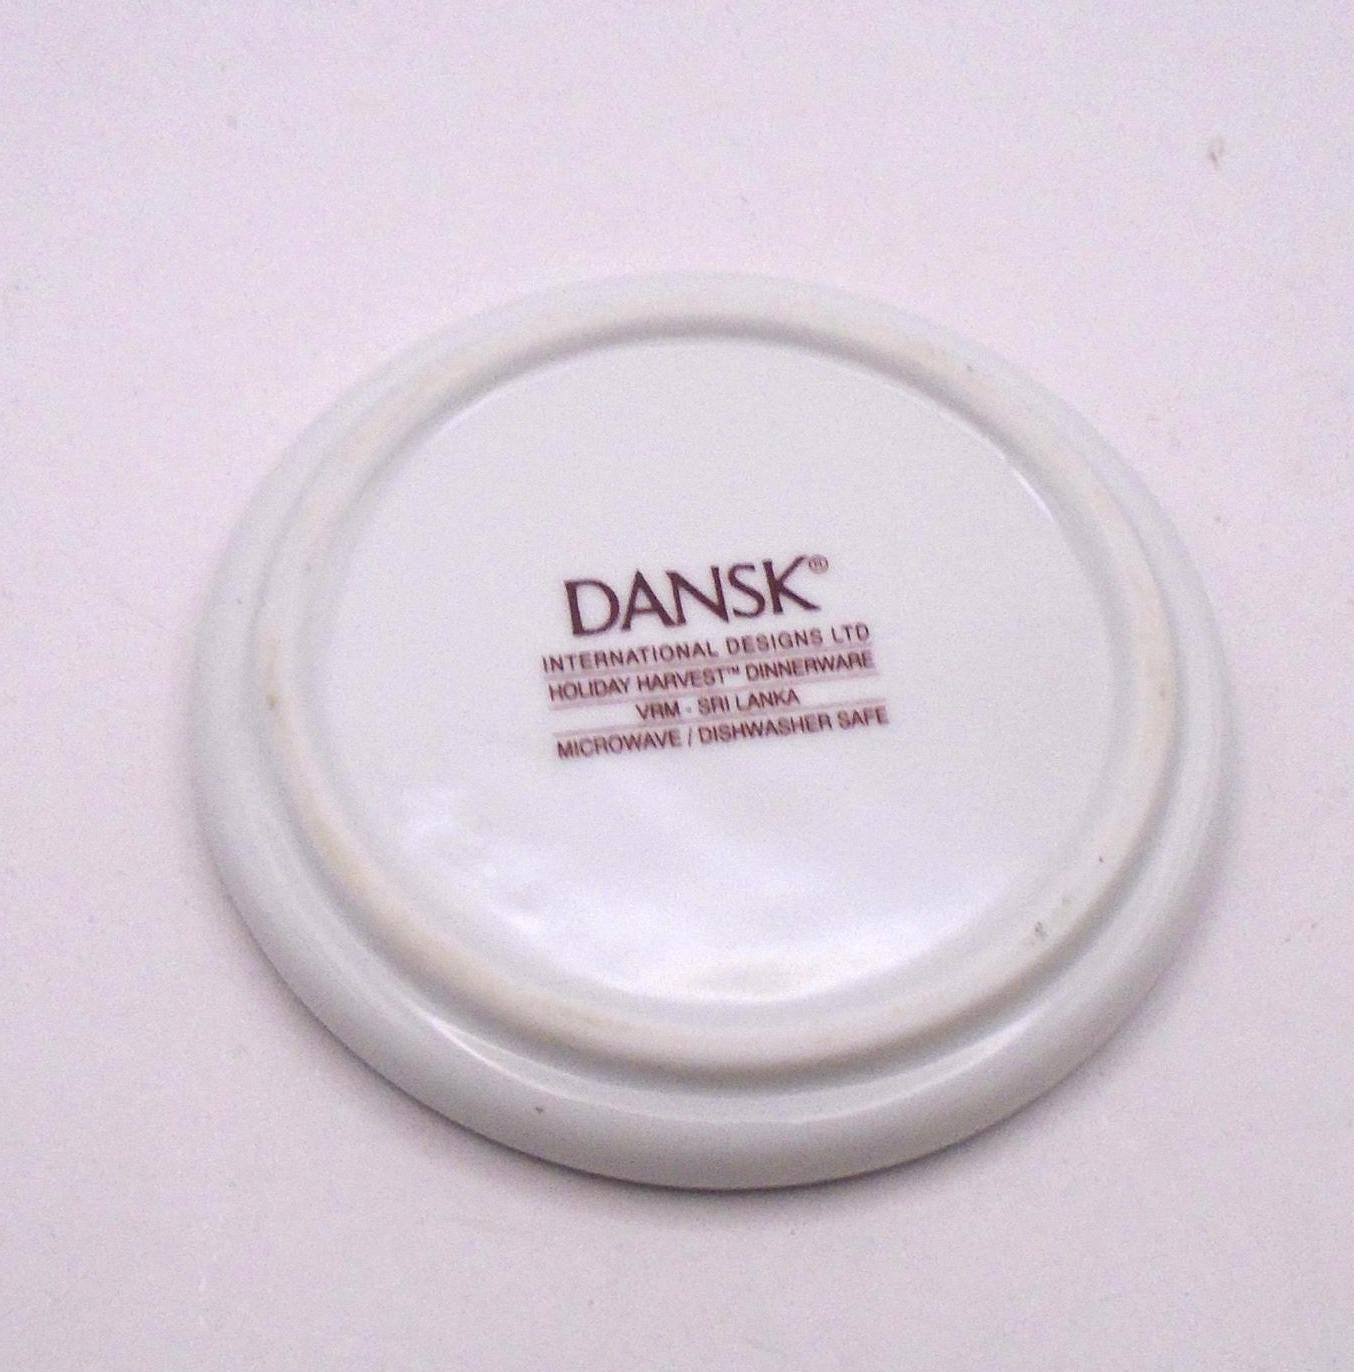 DANSK®
INTERNATIONAL DESIGNS LTD
HOLIDAY HARVEST™ DINNERWARE
VRM - SRI LANKA
MICROWAVE / DISHWASHER SAFE